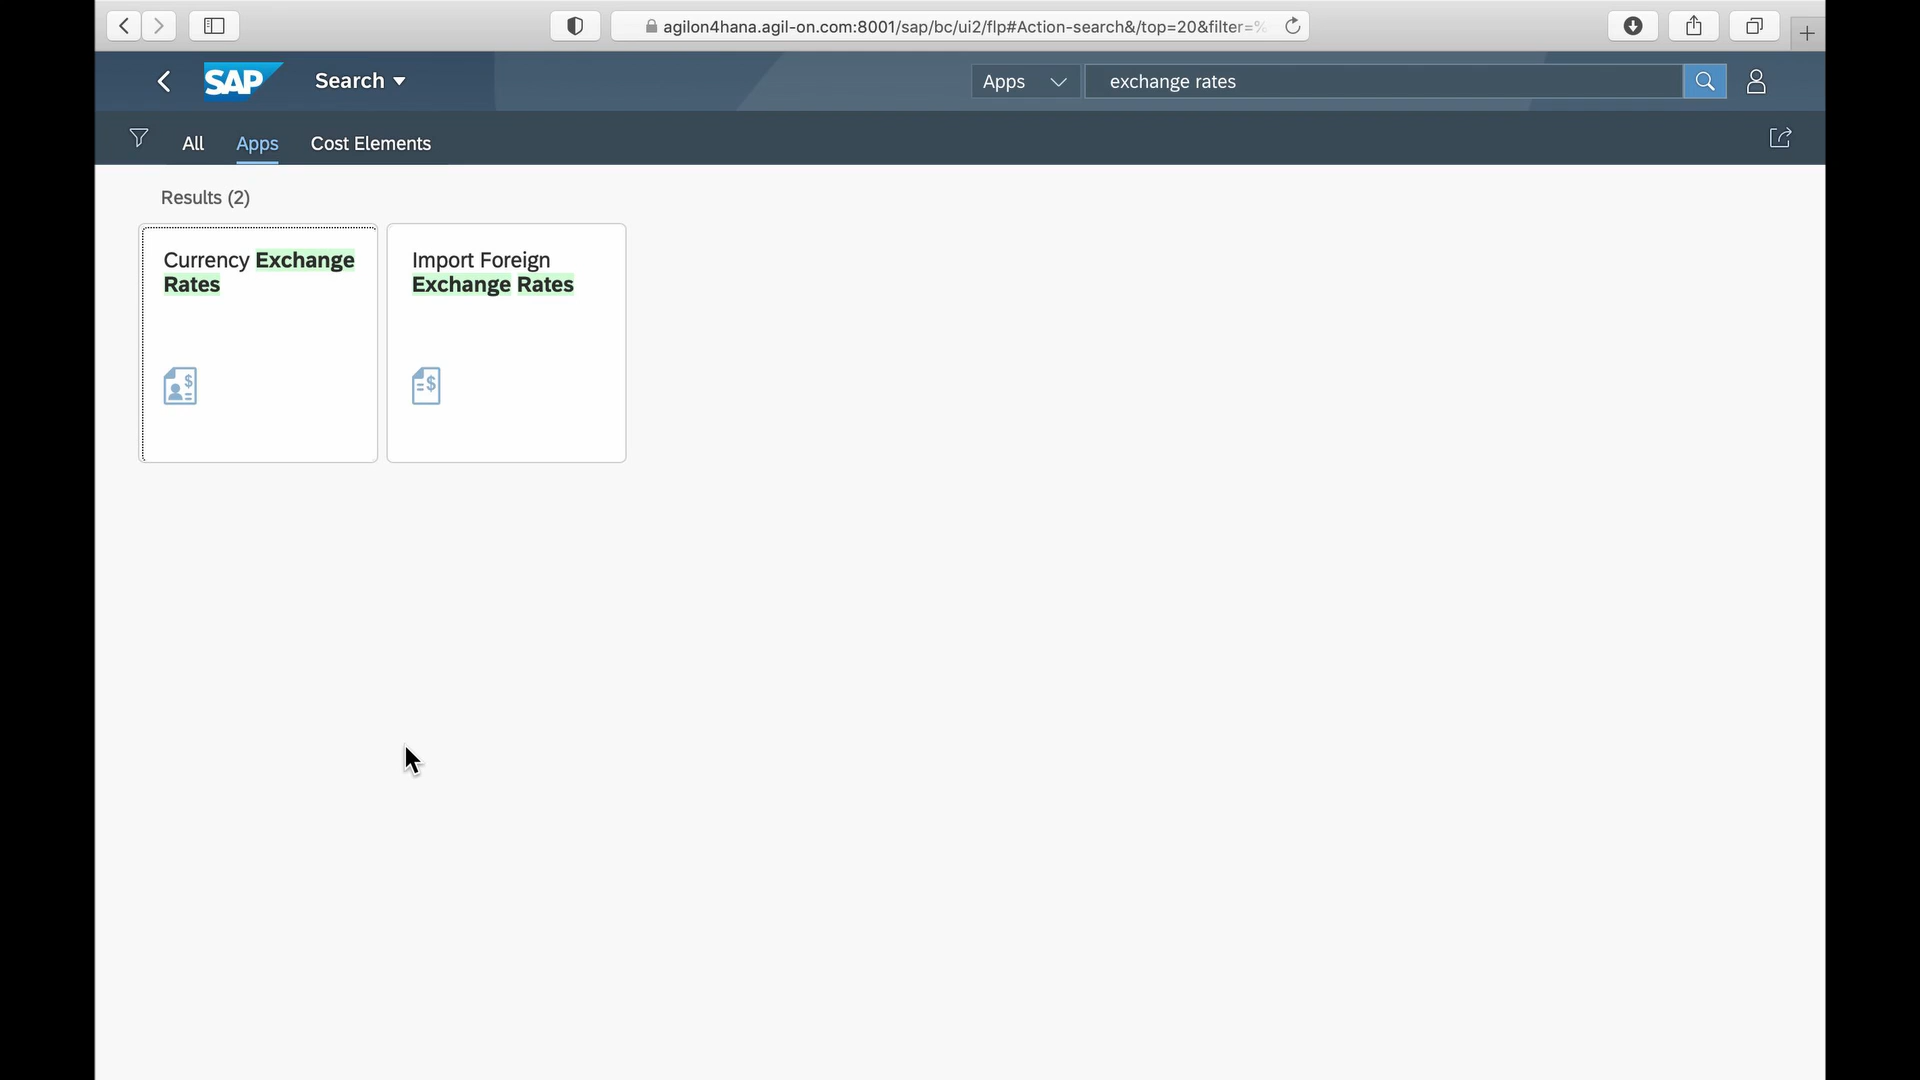 agilon4hana.agil-on.com:8001/sap/bc/ui2/flp#Action-search&/top=20&filter=%
SAP
Search
Apps
exchange rates
All
Apps
Cost Elements
Results (2)
Currency Exchange
Rates
Import Foreign
Exchange Rates
$
$